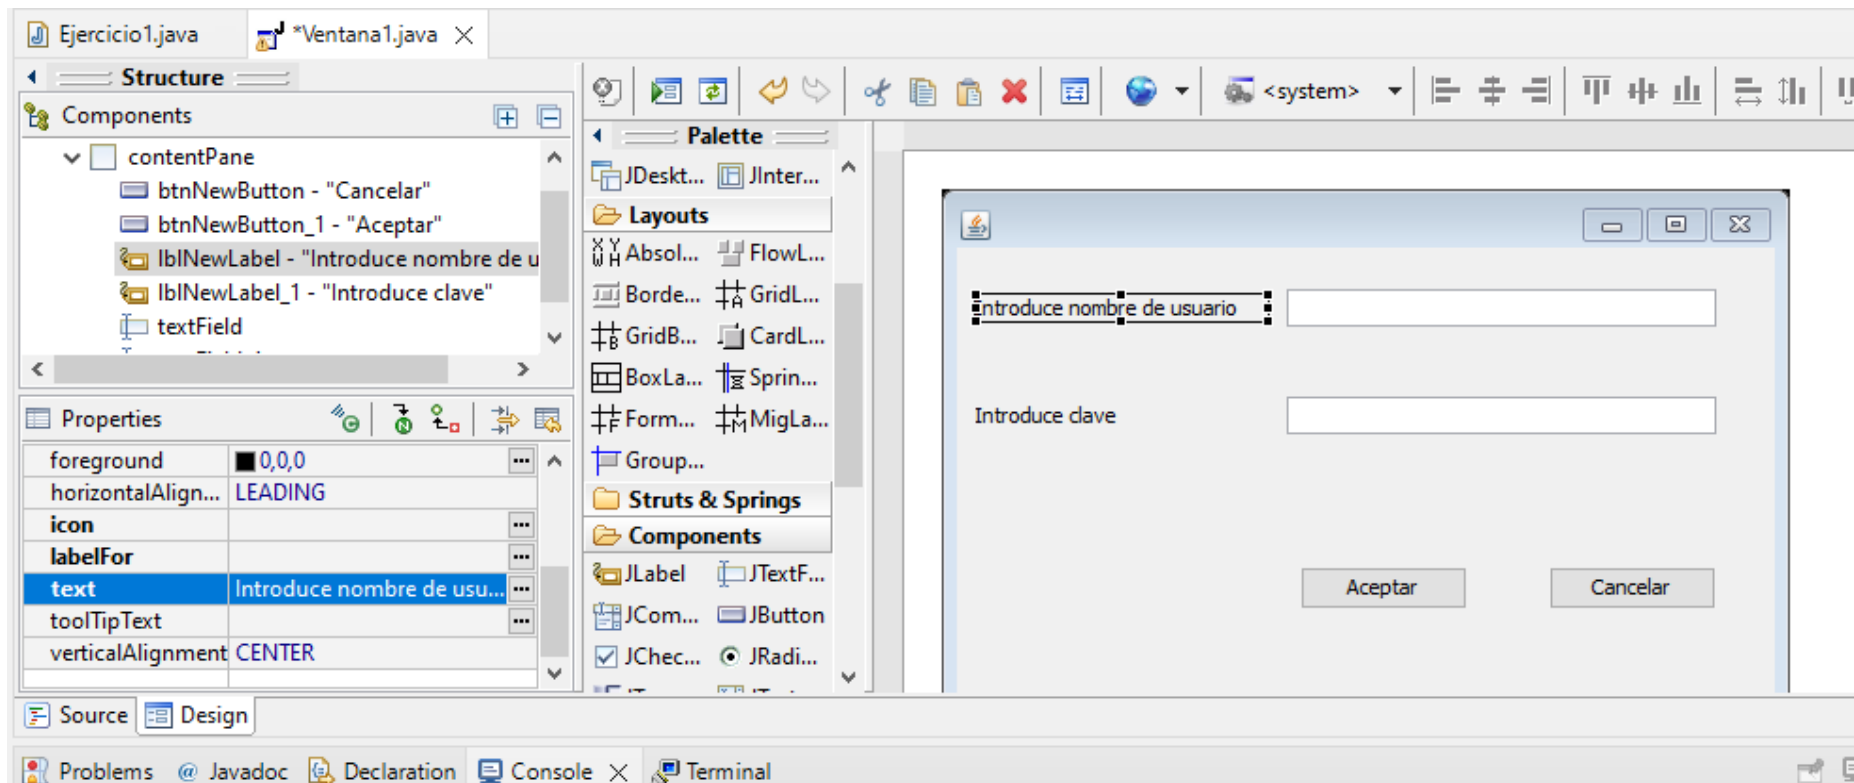 Ejercicio1.java
*Ventana1.java
Structure
Components
contentPane
btnNewButton - "Cancelar"
btnNewButton_1 - "Aceptar"
lblNewLabel - "Introduce nombre de u
lblNewLabel_1 - "Introduce clave"
textField
Properties
foreground 0,0,0
horizontalAlign... LEADING
icon
labelFor
text Introduce nombre de usu...
toolTipText
verticalAlignment CENTER
Source Design
<system>
Palette
JDeskt... JInter...
Layouts
Absol... FlowL...
Borde... GridL...
GridB... CardL...
BoxLa... Sprin...
Form... MigLa...
Group...
Struts & Springs
Components
JLabel JTextF...
JCom... JButton
JChec... JRadi...
Introduce nombre de usuario
Introduce clave
Aceptar Cancelar
Problems @ Javadoc Declaration Console Terminal